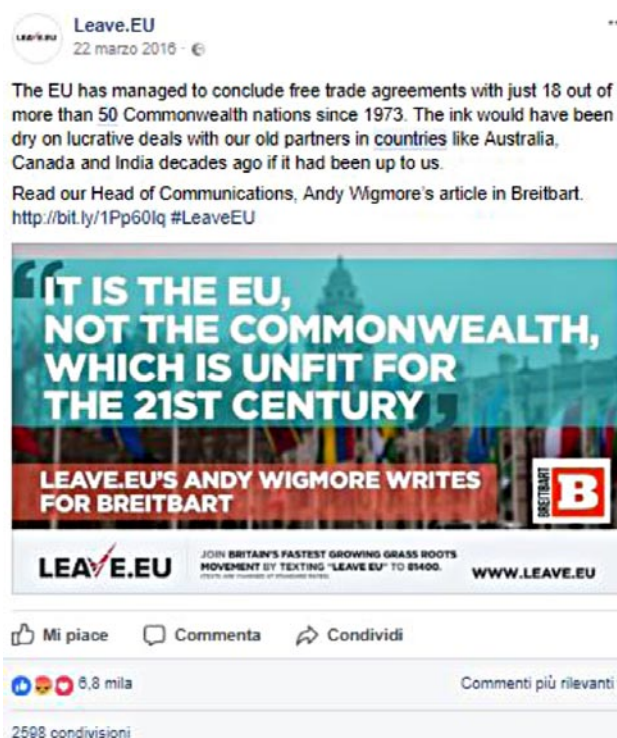 Leave.EU
22 marzo 2016
The EU has managed to conclude free trade agreements with just 18 out of
more than 50 Commonwealth nations since 1973. The ink would have been
dry on lucrative deals with our old partners in countries like Australia,
Canada and India decades ago if it had been up to us.
Read our Head of Communications, Andy Wigmore's article in Breitbart.
http://bit.ly/1Pp60Iq #LeaveEU
“IT IS THE EU,
NOT THE COMMONWEALTH,
WHICH IS UNFIT FOR
THE 21ST CENTURY”
LEAVE.EU'S ANDY WIGMORE WRITES
FOR BREITBART
BREITBART B
LEAVE.EU
JOIN BRITAIN'S FASTEST GROWING GRASS ROOTS
MOVEMENT BY TEXTING "LEAVE EU" TO 81400.
WWW.LEAVE.EU
Mi piace Commenta Condividi
6,8 mila Commenti più rilevanti
2598 condivisioni